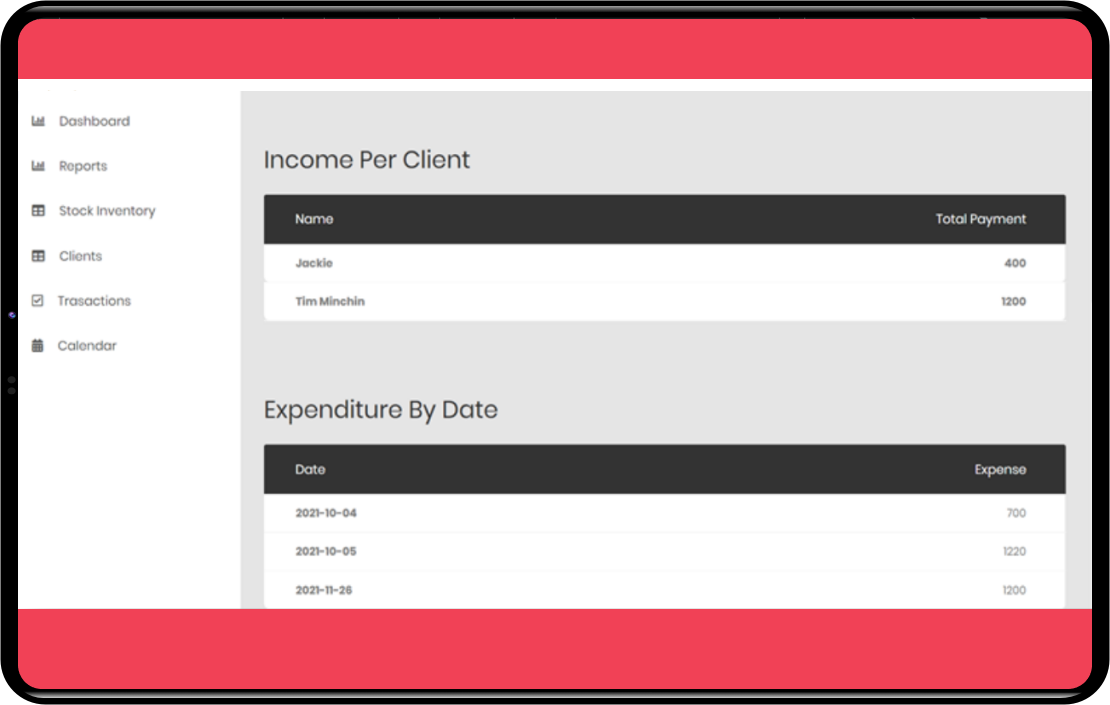 Dashboard
Reports
Stock Inventory
Clients
Trasactions
Calendar
Income Per Client
Name Total Payment
Jackie 400
Tim Minchin 1200
Expenditure By Date
Date Expense
2021-10-04 700
2021-10-05 1220
2021-11-26 1200